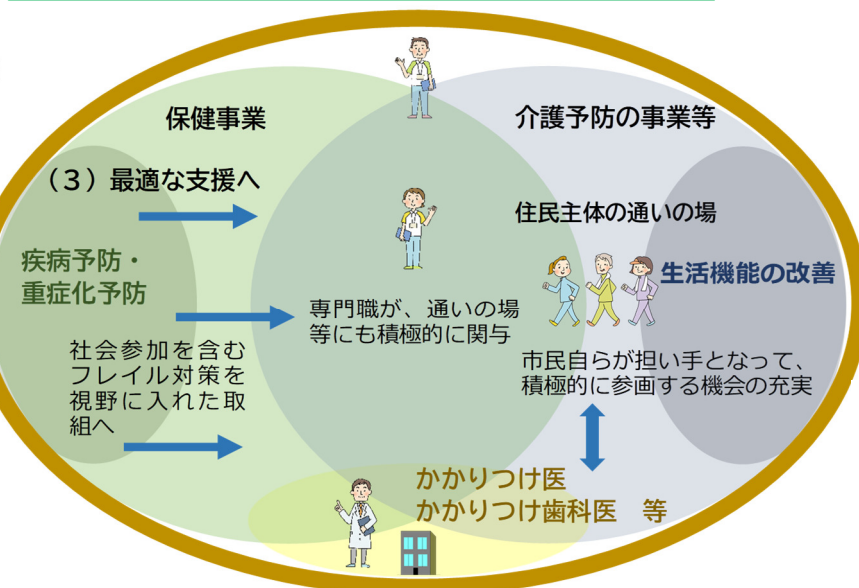 保健事業
介護予防の事業等
（３）最適な支援へ
住民主体の通いの場
疾病予防・
重症化予防
生活機能の改善
専門職が、通いの場
等にも積極的に関与
社会参加を含む
フレイル対策を
視野に入れた取
組へ
市民自らが担い手となって、
積極的に参画する機会の充実
かかりつけ医
かかりつけ歯科医　等